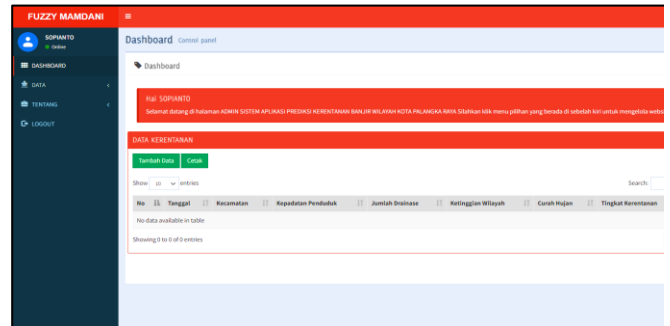 FUZZY MAMDANI
SOPIANTO
Online
DASHBOARD
DATA
TENTANG
LOGOUT
Dashboard Control panel
Dashboard
Hai SOPIANTO
Selamat datang di halaman ADMIN SISTEM APLIKASI PREDIKSI KERENTANAN BANJIR WILAYAH KOTA PALANGKA RAYA Silahkan klik menu pilihan yang berada di sebelah kiri untuk mengelola websi
DATA KERENTANAN
Tambah Data Cetak
Show 10 entries Search:
No Tanggal Kecamatan Kepadatan Penduduk Jumlah Drainase Ketinggian Wilayah Curah Hujan Tingkat Kerentanan
No data available in table
Showing 0 to 0 of 0 entries